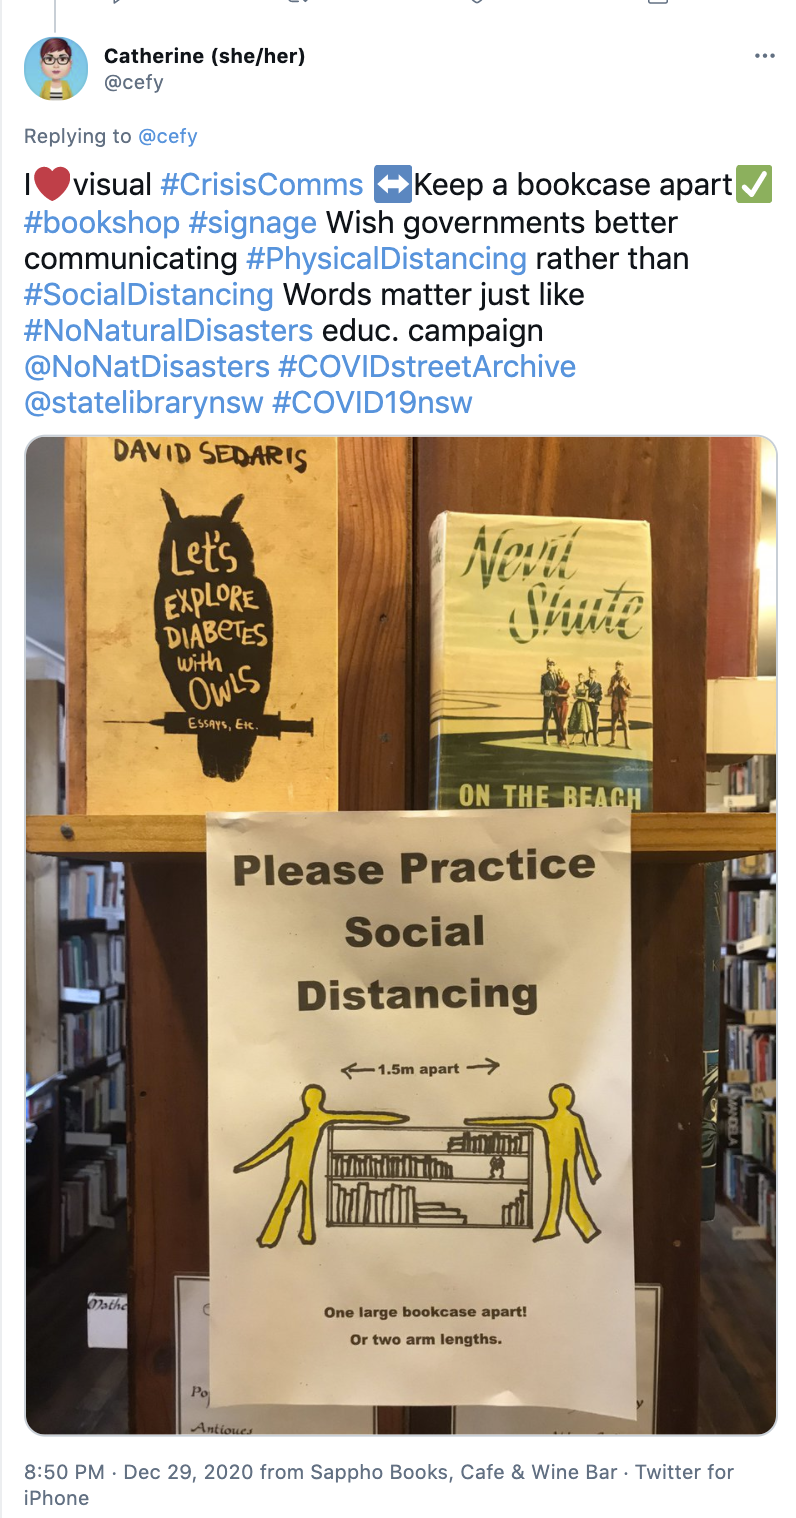 Catherine (she/her)
@cefy
Replying to @cefy
I❤️visual #CrisisComms ↔️Keep a bookcase apart✅
#bookshop #signage Wish governments better
communicating #PhysicalDistancing rather than
#SocialDistancing Words matter just like
#NoNaturalDisasters educ. campaign
@NoNatDisasters #COVIDstreetArchive
@statelibrarynsw #COVID19nsw
DAVID SEDARIS
Let's
EXPLORE
DIABETES
with
OWLS
ESSAYS, Etc.
Nevil
Shute
ON THE BEACH
Please Practice
Social
Distancing
←1.5m apart →
One large bookcase apart!
Or two arm lengths.
Antiques
8:50 PM · Dec 29, 2020 from Sappho Books, Cafe & Wine Bar · Twitter for
iPhone